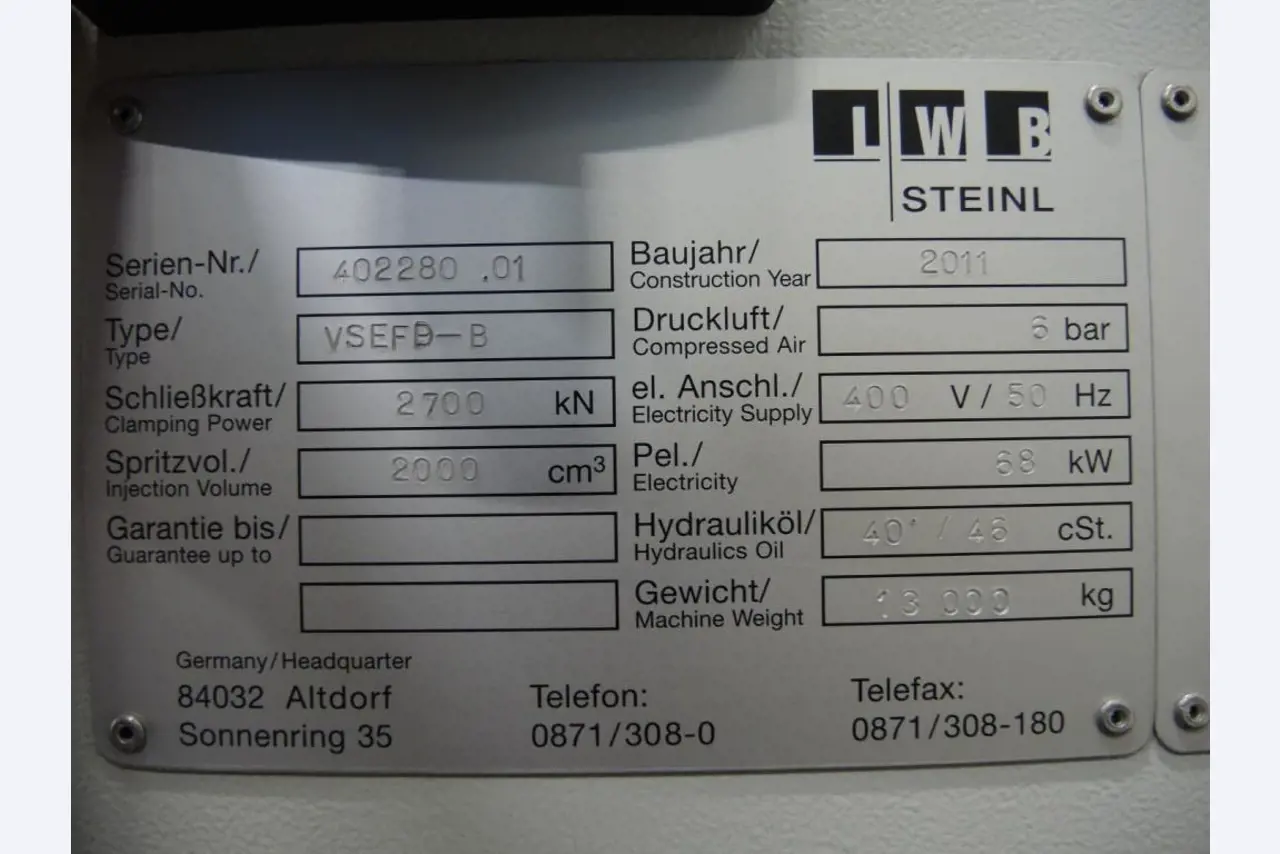 LWB
STEINL
Serien-Nr./ 402280 .01
Serial-No.
Type/ VSEFD-B
Type
Schließkraft/ 2700 kN
Clamping Power
Spritzvol./ 2000 cm³
Injection Volume
Garantie bis/
Guarantee up to
Baujahr/ 2011
Construction Year
Druckluft/ 6 bar
Compressed Air
el. Anschl./ 400 V / 50 Hz
Electricity Supply
Pel./ 68 kW
Electricity
Hydrauliköl/ 40' / 46 cSt.
Hydraulics Oil
Gewicht/ 13 000 kg
Machine Weight
Germany/Headquarter
84032 Altdorf
Sonnenring 35
Telefon:
0871/308-0
Telefax:
0871/308-180